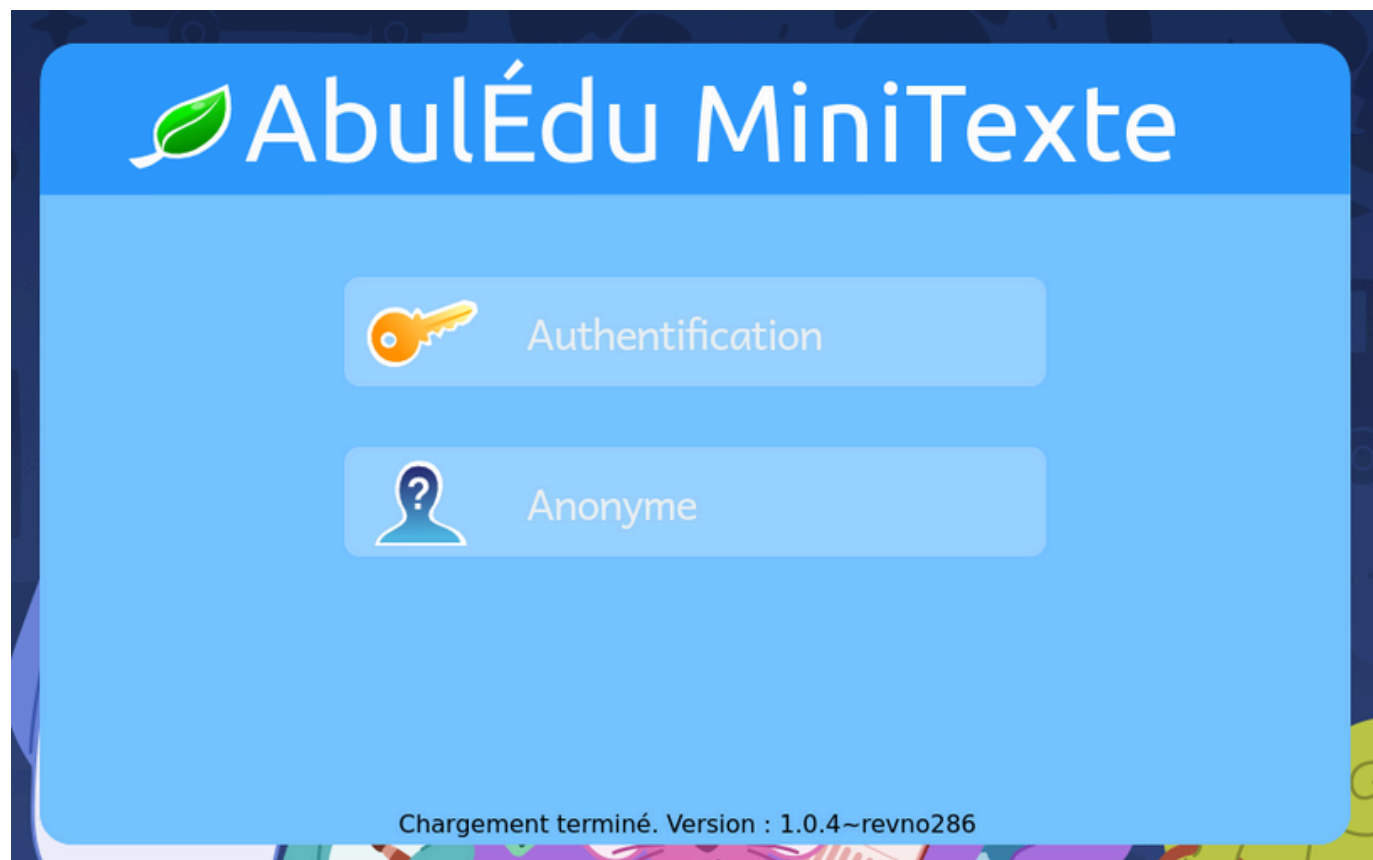 AbulÉdu MiniTexte
Authentification
?
Anonyme
Chargement terminé. Version : 1.0.4~revno286